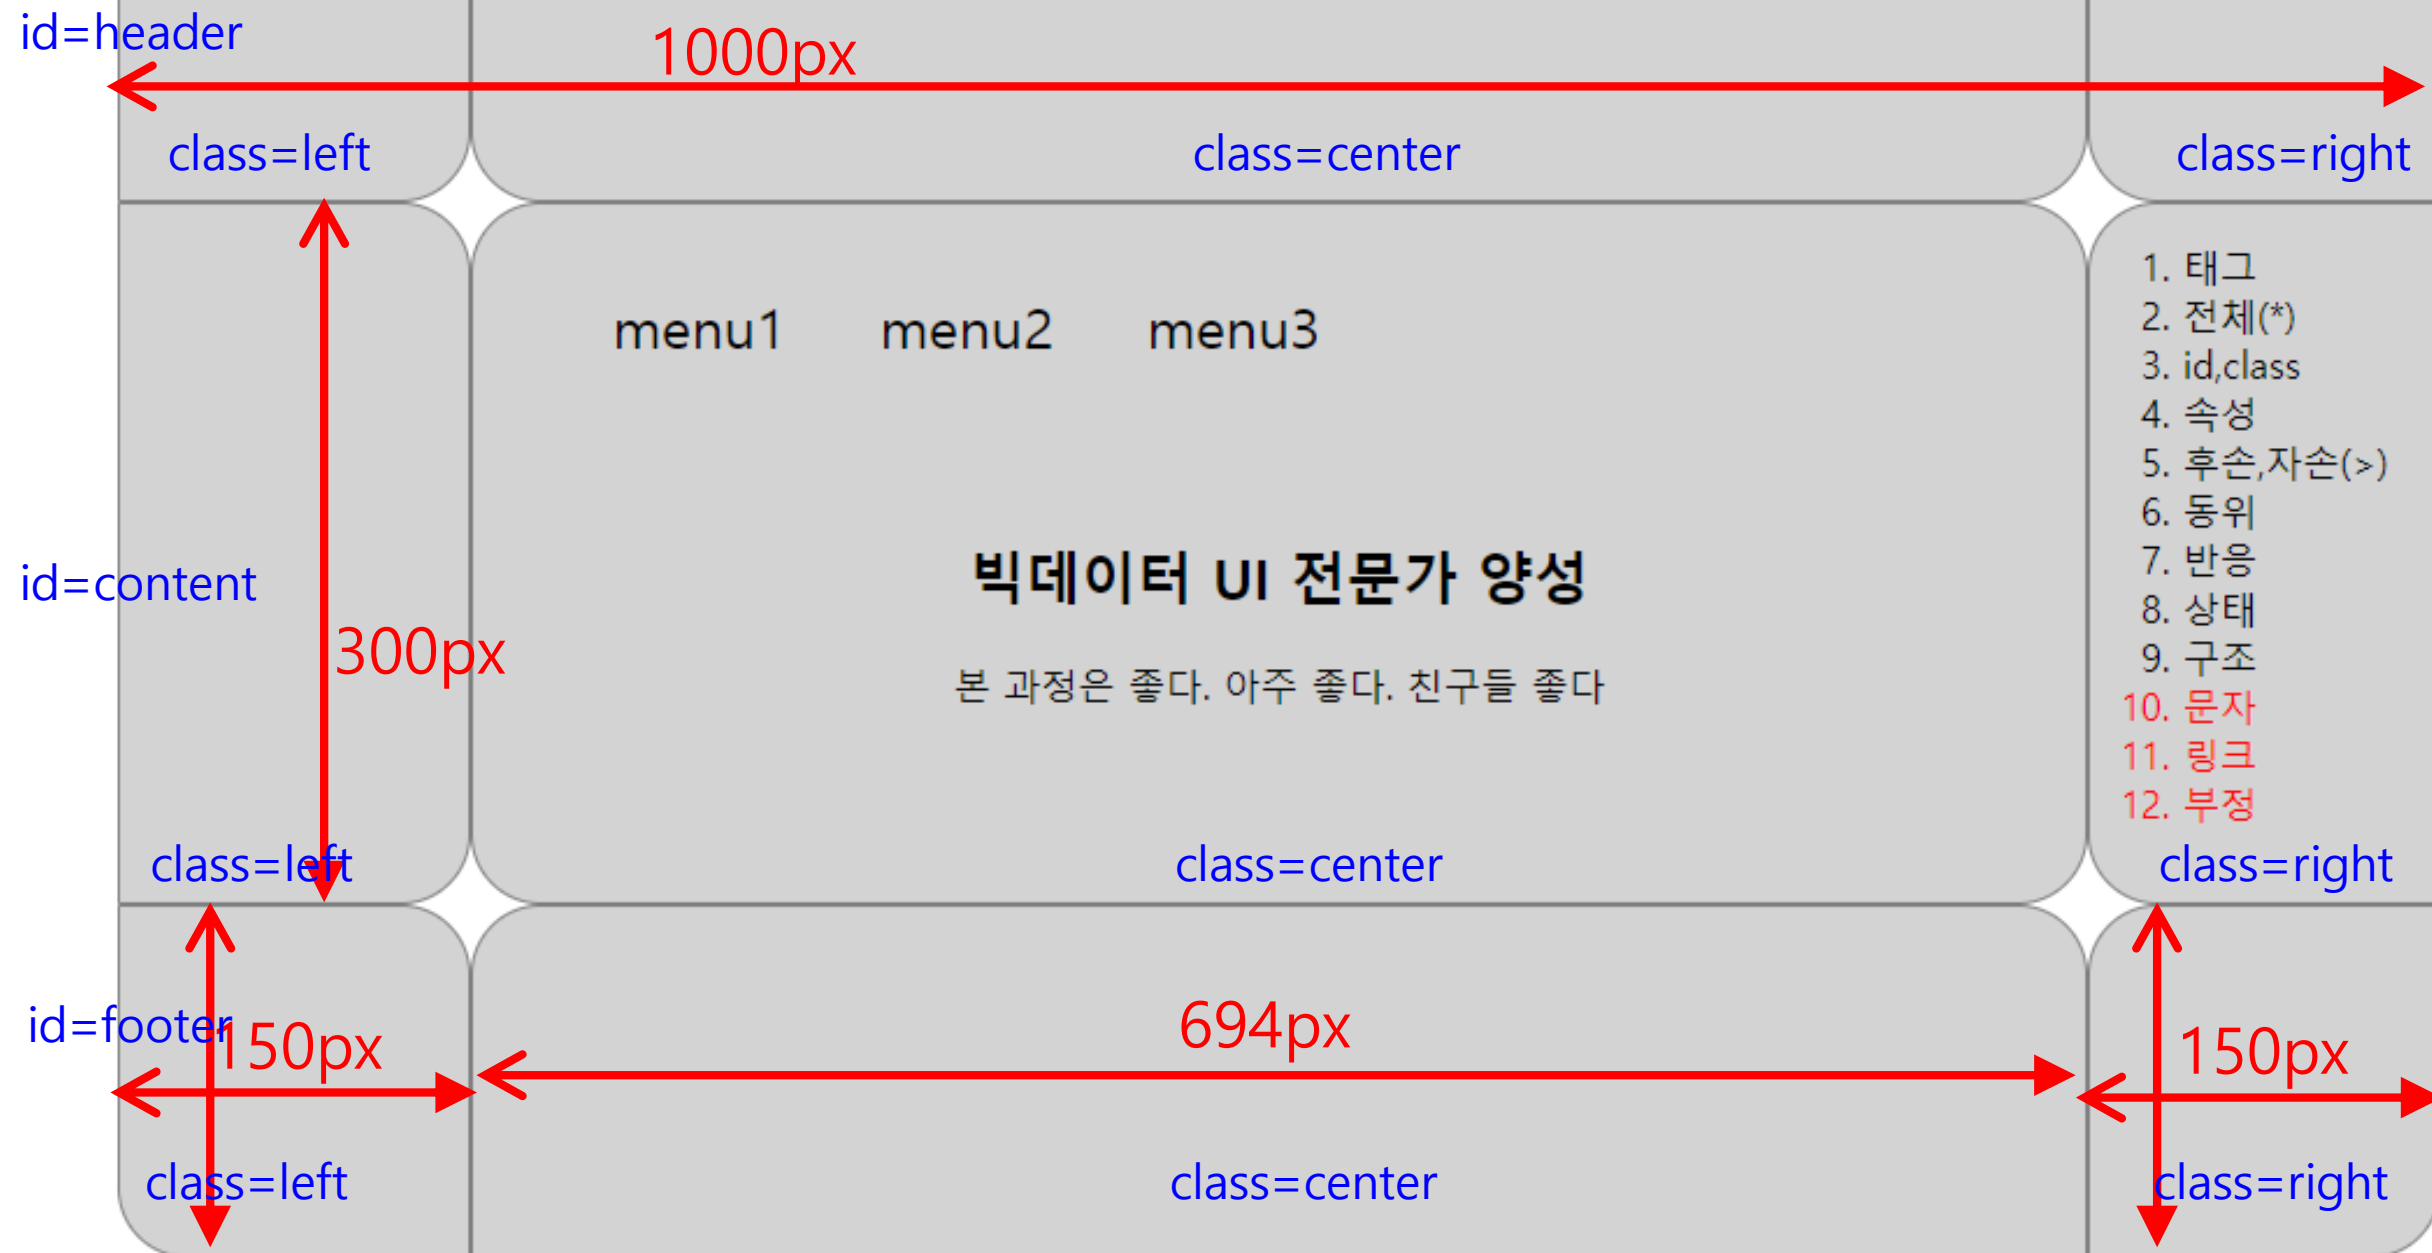 id=header
1000px
class=left
class=center
class=right
menu1
menu2
menu3
1. 태그
2. 전체(*)
3. id,class
4. 속성
5. 후손,자손(>)
6. 동위
7. 반응
8. 상태
9. 구조
10. 문자
11. 링크
12. 부정
빅데이터 UI 전문가 양성
본 과정은 좋다. 아주 좋다. 친구들 좋다
id=content
300px
class=left
class=center
class=right
id=footer
150px
694px
150px
class=left
class=center
class=right